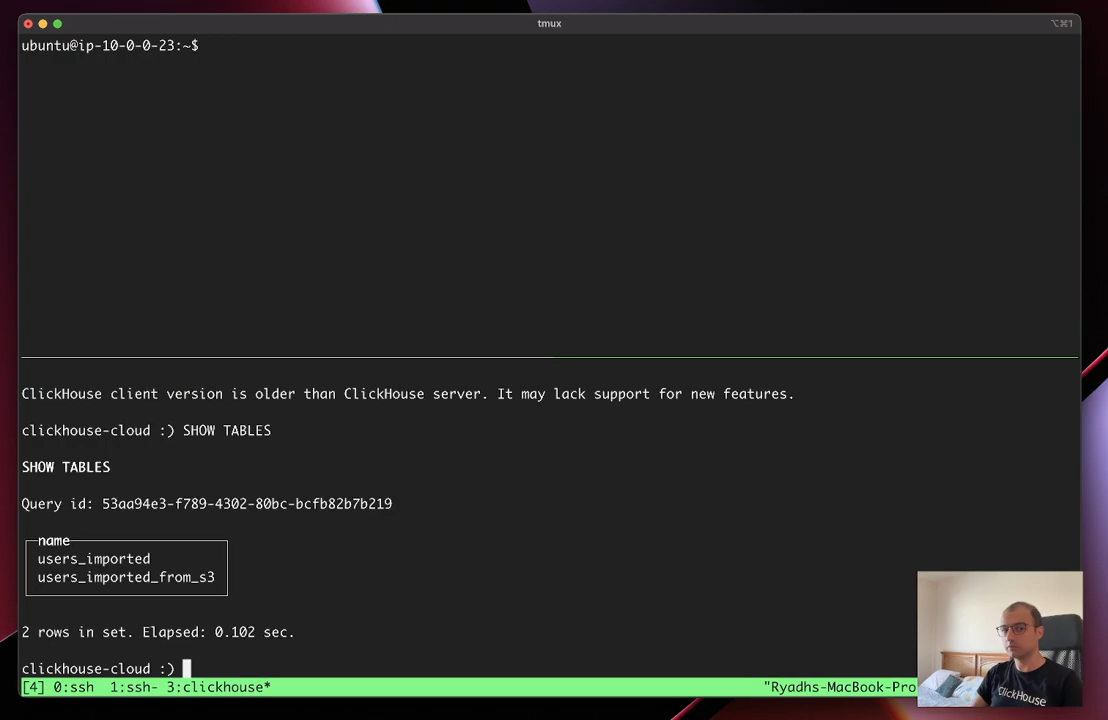 tmux
⌥⌘1
ubuntu@ip-10-0-0-23:~$
ClickHouse client version is older than ClickHouse server. It may lack support for new features.
clickhouse-cloud :) SHOW TABLES
SHOW TABLES
Query id: 53aa94e3-f789-4302-80bc-bcfb82b7b219
name
users_imported
users_imported_from_s3
2 rows in set. Elapsed: 0.102 sec.
clickhouse-cloud :)
[4] 0:ssh 1:ssh- 3:clickhouse* "Ryadhs-MacBook-Pro
ClickHouse